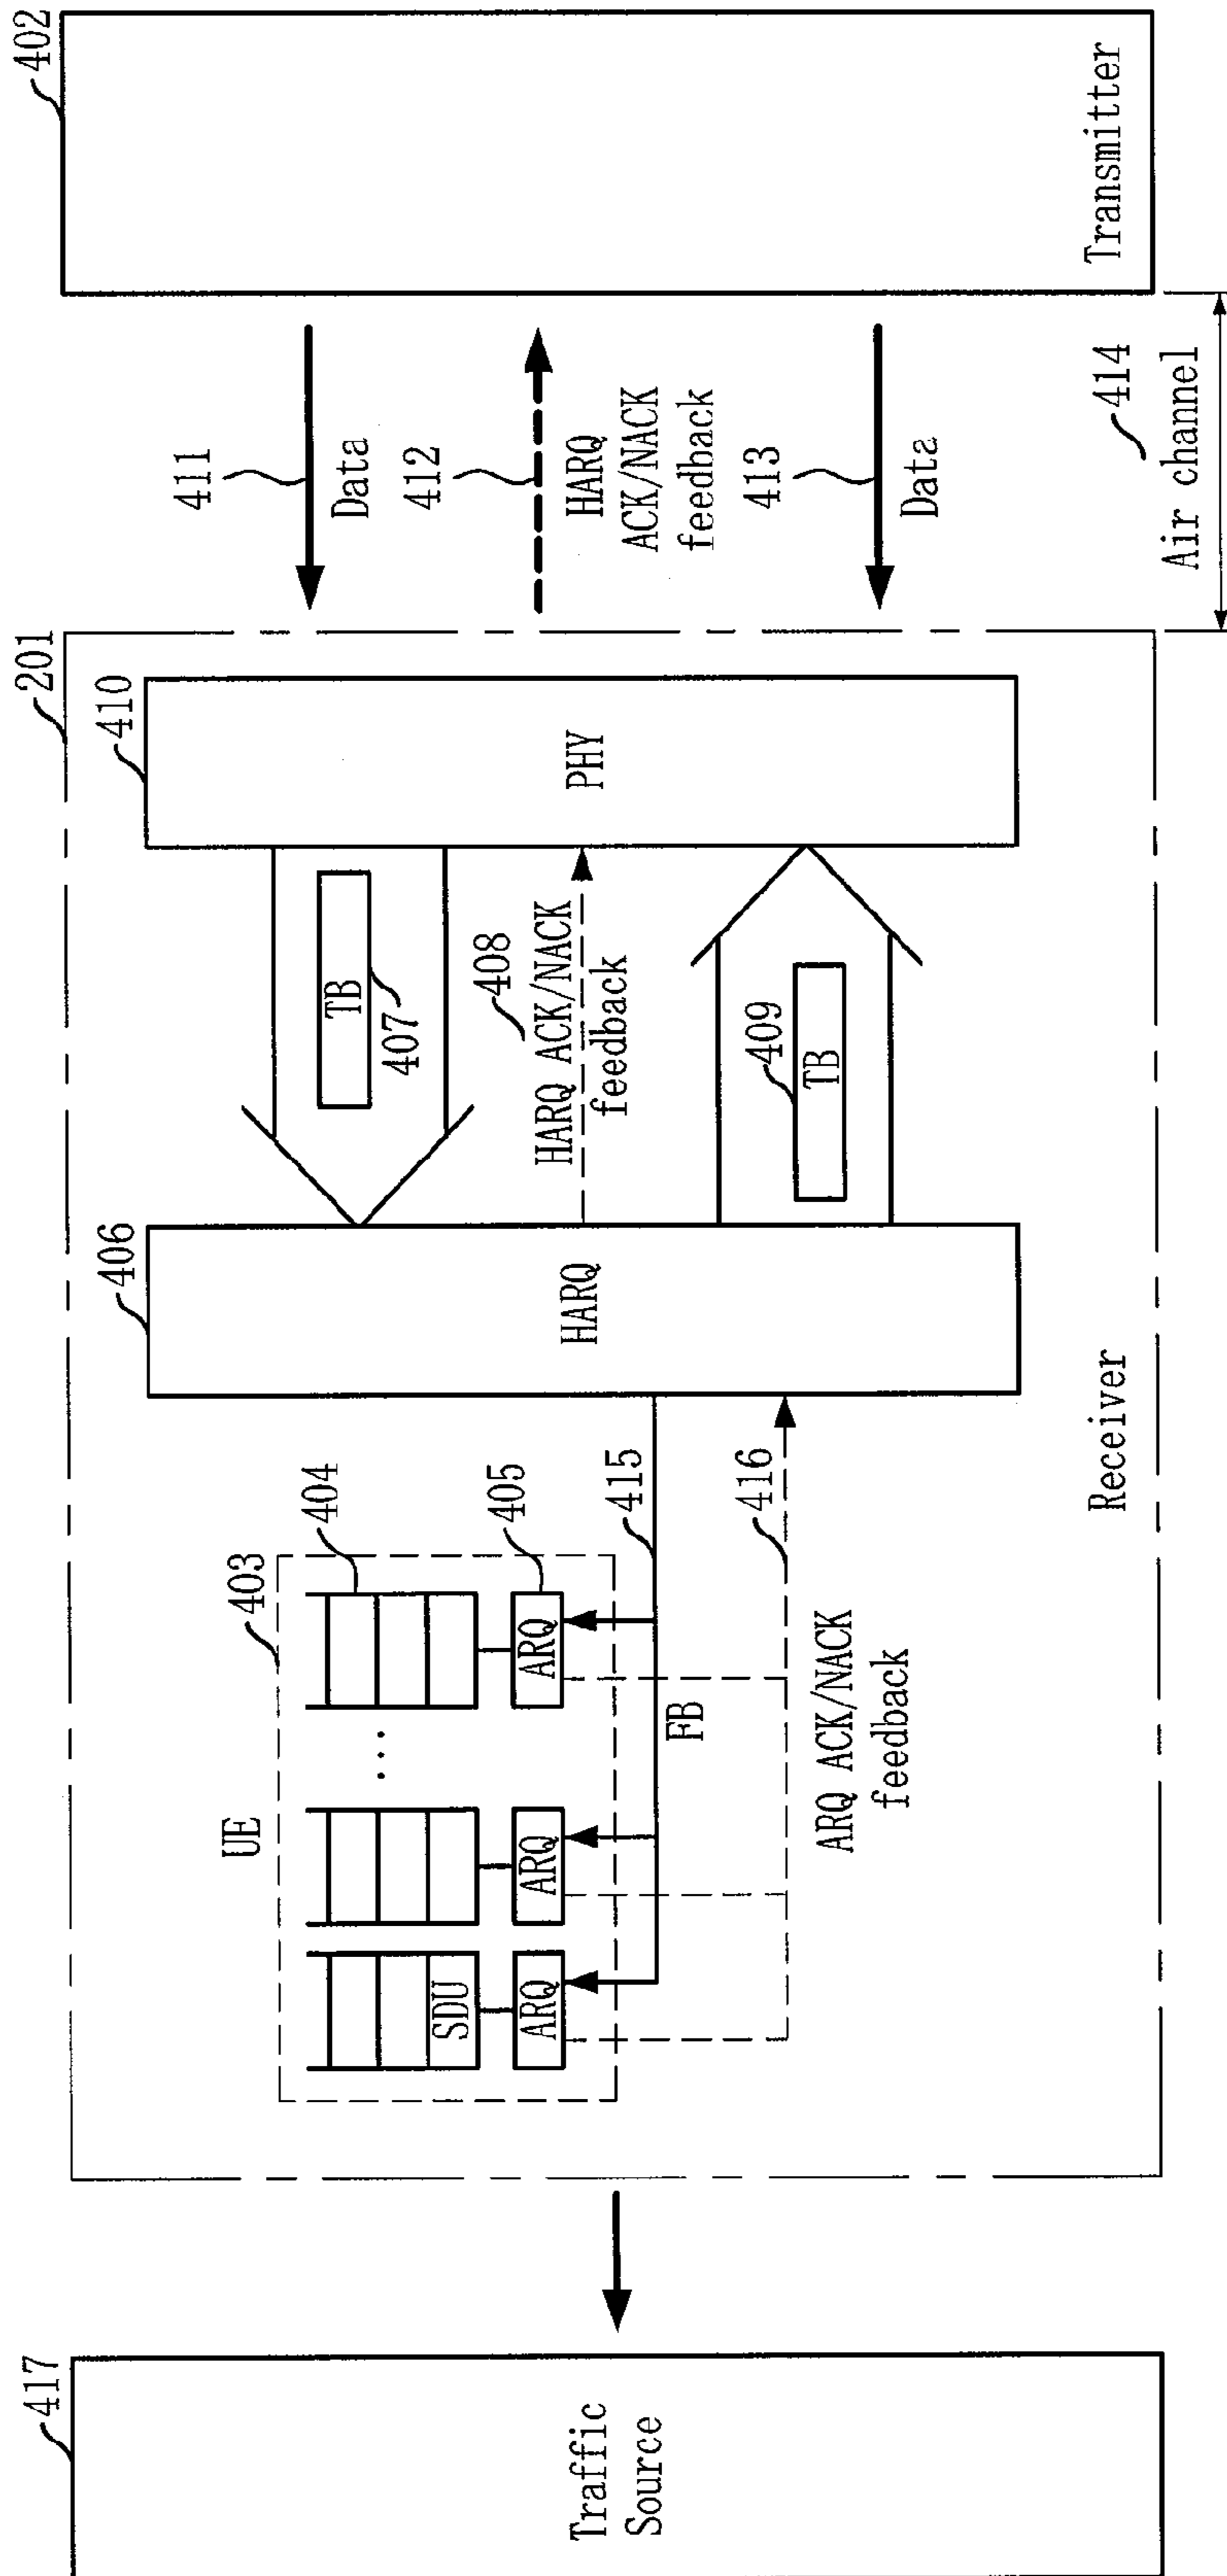 417
Traffic
Source
201
UE
403
404
SDU
...
ARQ
ARQ
ARQ
405
FB
415
416
ARQ ACK/NACK
feedback
Receiver
406
HARQ
TB
407
408
HARQ ACK/NACK
feedback
409
TB
410
PHY
411
Data
412
HARQ
ACK/NACK
feedback
413
Data
414
Air channel
402
Transmitter